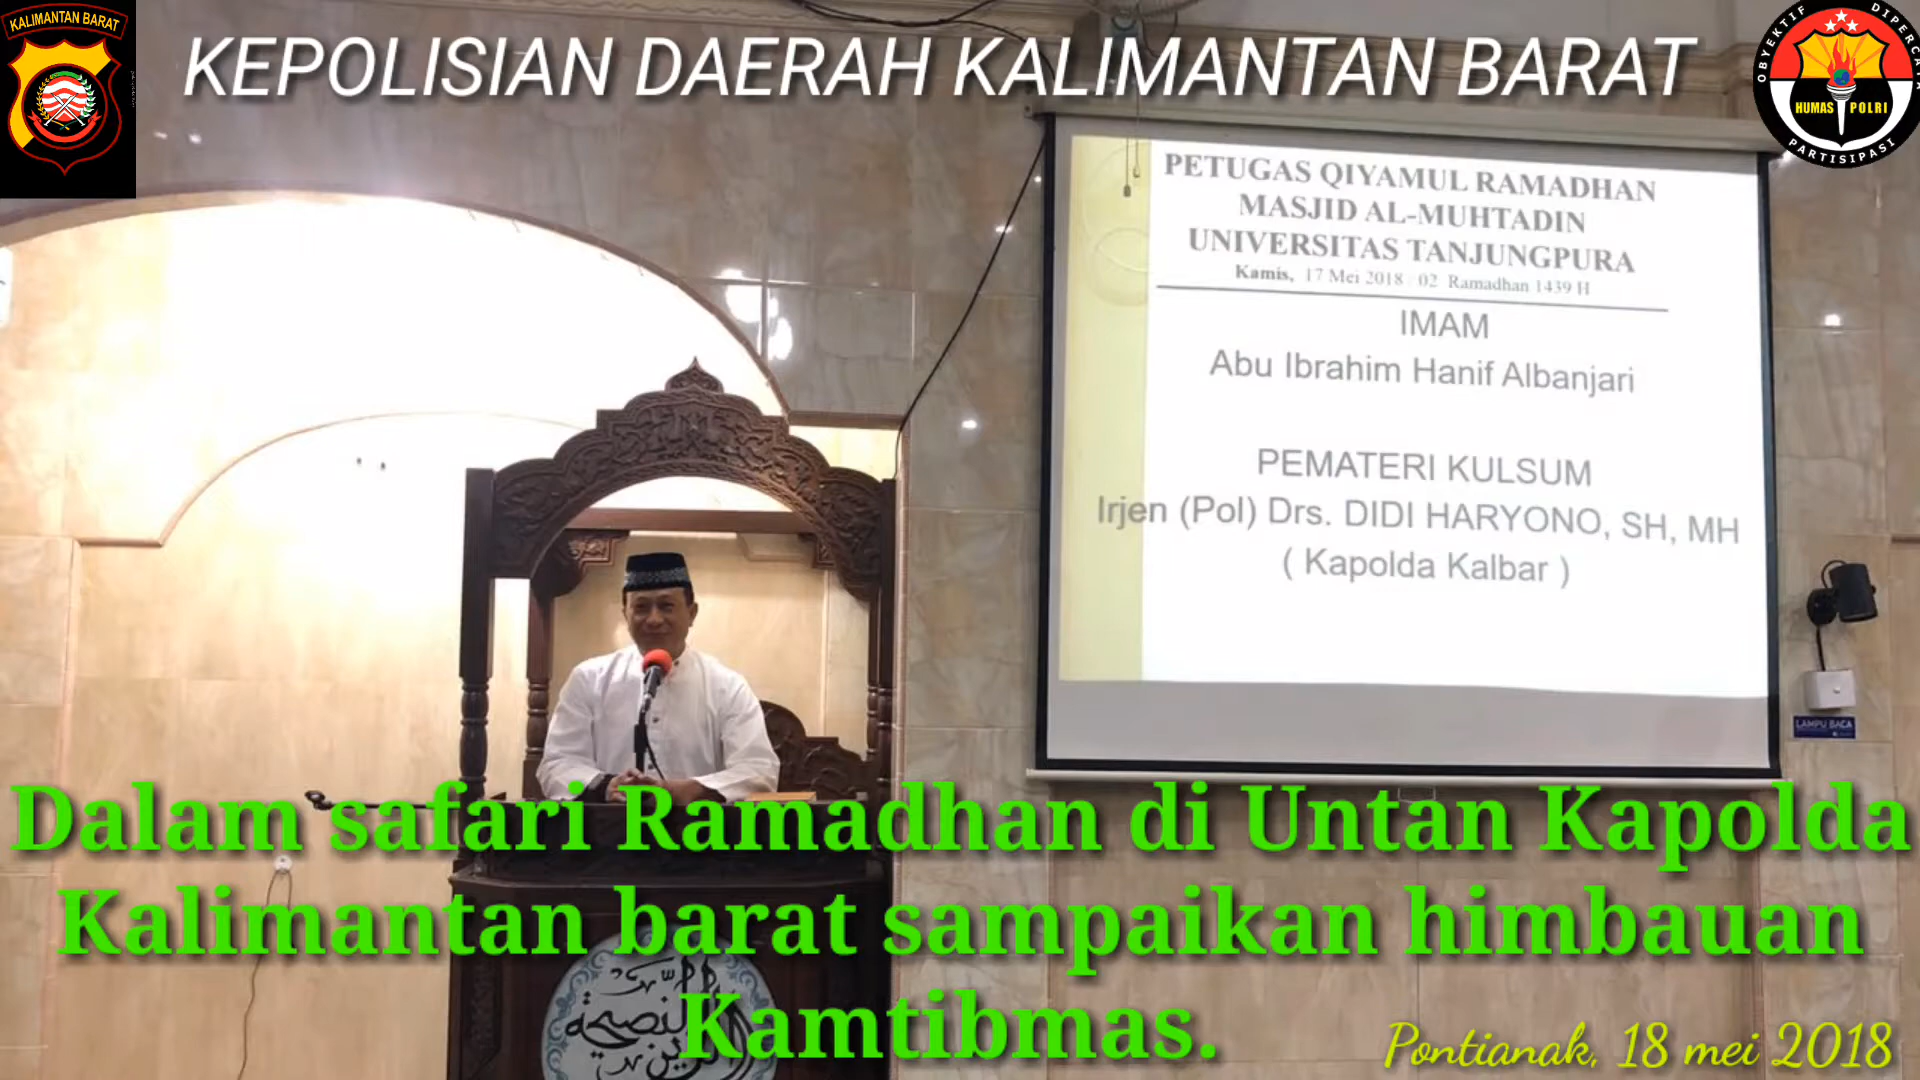 KALIMANTAN BARAT
KEPOLISIAN DAERAH KALIMANTAN BARAT
OBYEKTIF DIPERCAYA
HUMAS POLRI
PARTISIPASI
PETUGAS QIYAMUL RAMADHAN
MASJID AL-MUHTADIN
UNIVERSITAS TANJUNGPURA
Kamis, 17 Mei 2018 / 02 Ramadhan 1439 H
IMAM
Abu Ibrahim Hanif Albanjari
PEMATERI KULSUM
Irjen (Pol) Drs. DIDI HARYONO, SH, MH
( Kapolda Kalbar )
LAMPU BACA
Dalam safari Ramadhan di Untan Kapolda
Kalimantan barat sampaikan himbauan
Kamtibmas.
الدين النصيحة
Pontianak, 18 mei 2018